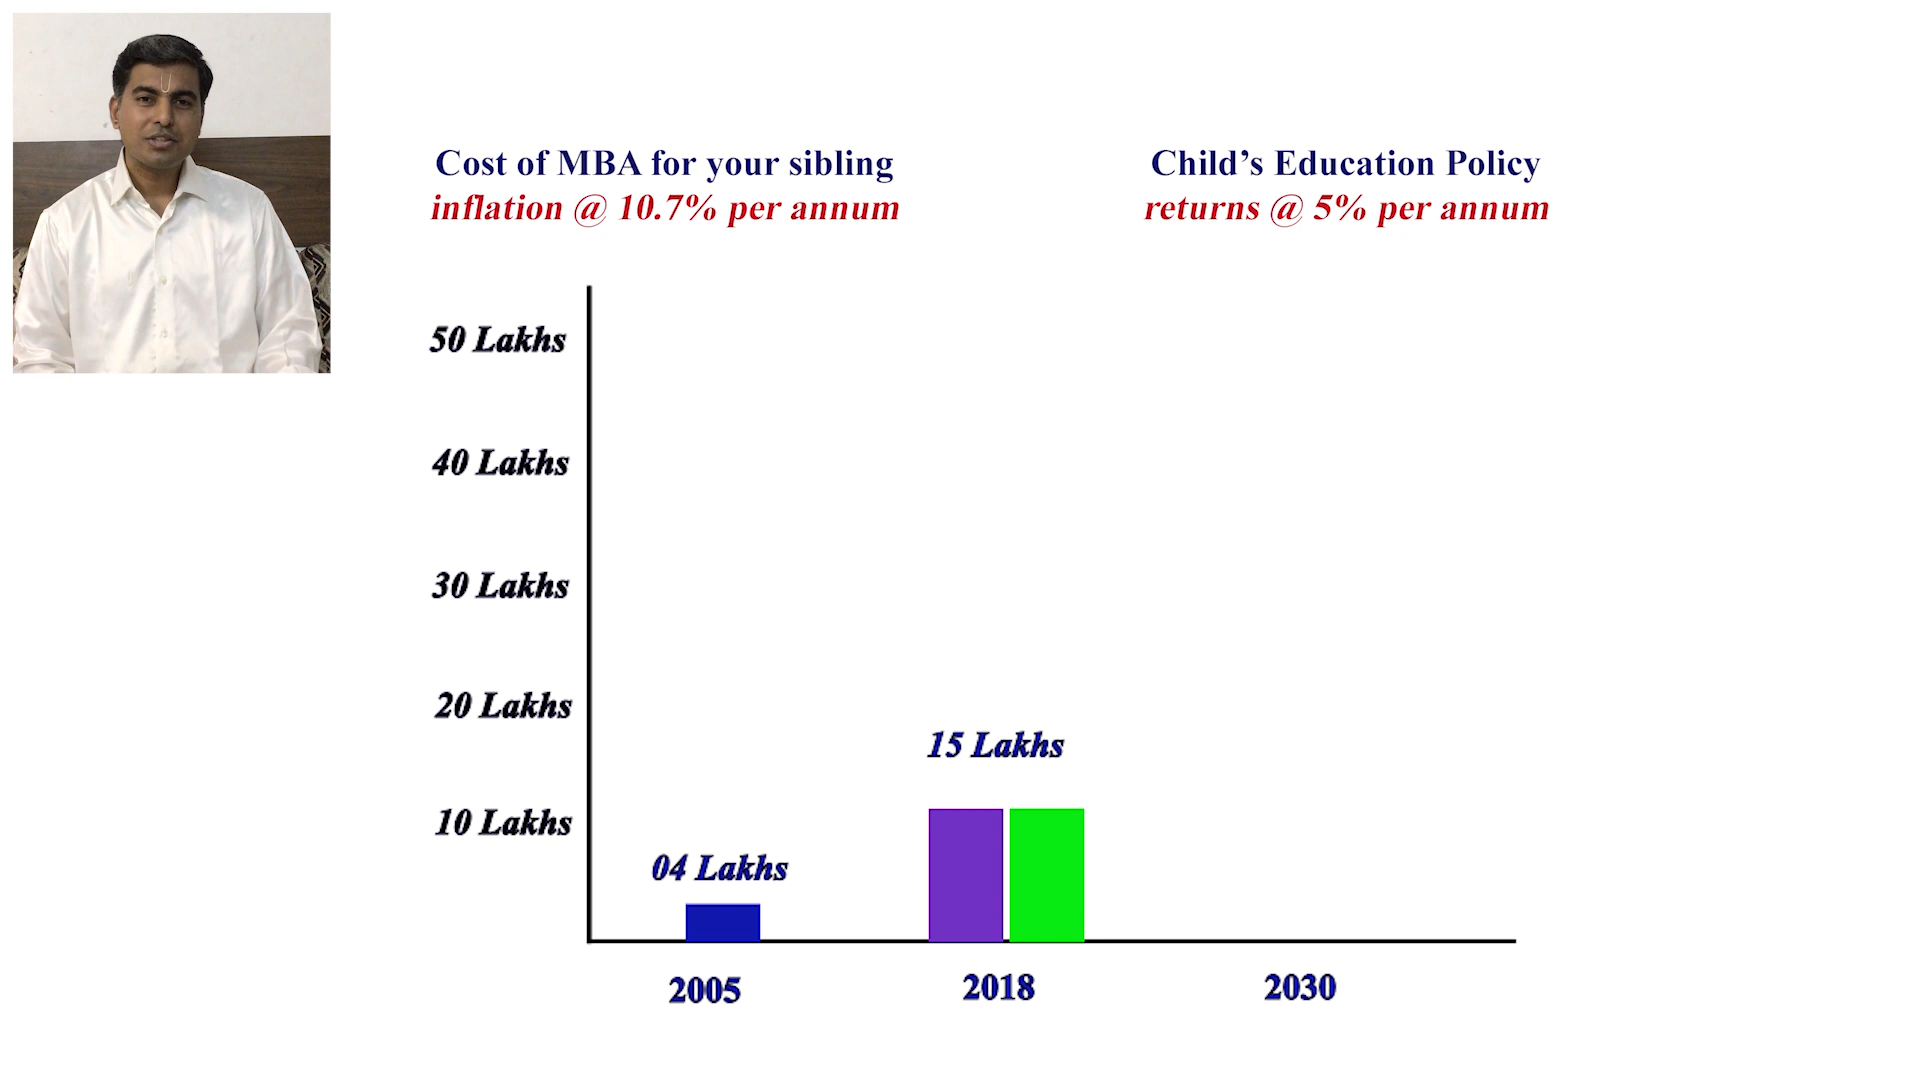 Cost of MBA for your sibling
inflation @ 10.7% per annum
Child’s Education Policy
returns @ 5% per annum
50 Lakhs
40 Lakhs
30 Lakhs
20 Lakhs
15 Lakhs
10 Lakhs
04 Lakhs
2005
2018
2030